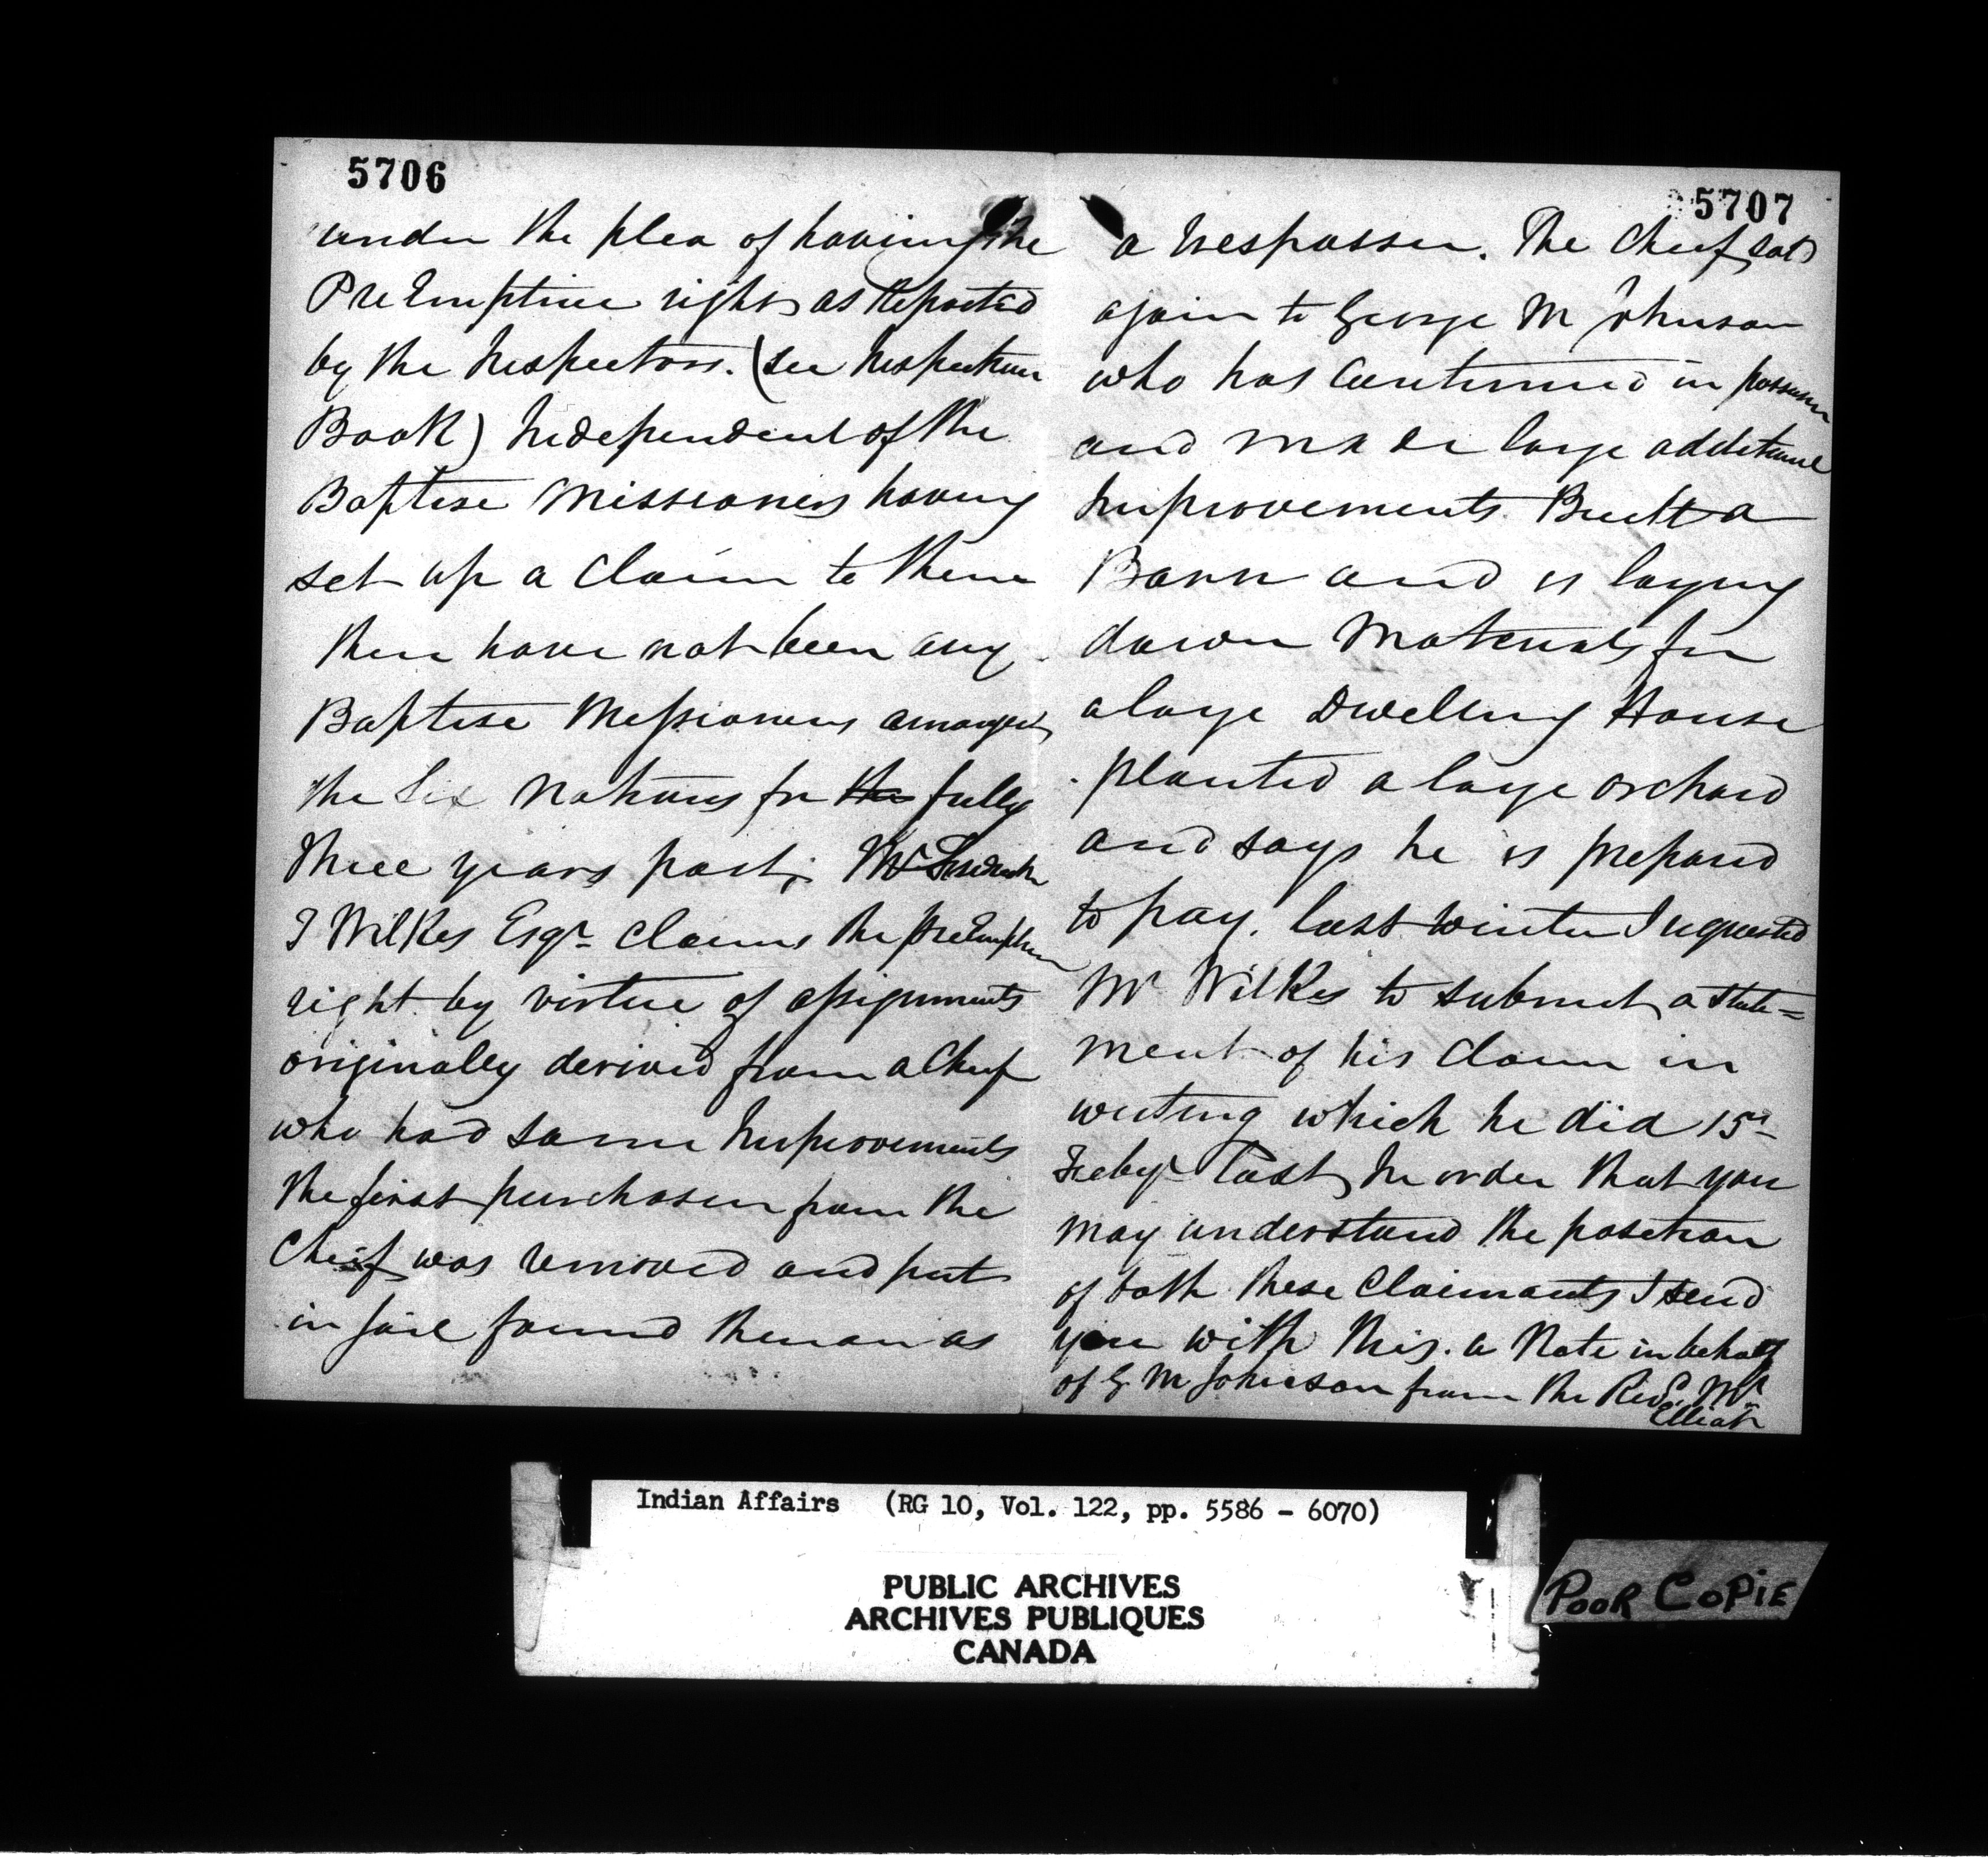 5706
under the plea of having the
PreEmptive rights as Reported
by the Inspectors. (see Inspection
Book) Independent of the
Baptise Missioners having
set up a claim to them
there have not been any
Baptise Missioners amongst
the Six Nations for the fully
three years past. Mr
J Wilkes Esqr claims the preEmption
right by virtue of assignments
originally derived from a Chief
who had some Improvements
the first purchaser from the
Chief was removed and put
in Jail found thereon as
5707
a trespasser. The Chief sold
again to George M Johnson
who has Continued in possession
and made large additional
Improvements Built a
Barn and is laying
down Materials for
a large Dwelling House
planted a large orchard
and says he is prepared
to pay. last winter I requested
Mr Wilkes to submit a state=
ment of his claim in
writing which he did 15th
Feby last, In order that you
may understand the position
of both these Claimants I send
you with this. a Note in behalf
of G M Johnson from the Revd. Mr
Elliott
Indian Affairs (RG 10, Vol. 122, pp. 5586 - 6070)
PUBLIC ARCHIVES
ARCHIVES PUBLIQUES
CANADA
POOR COPIE